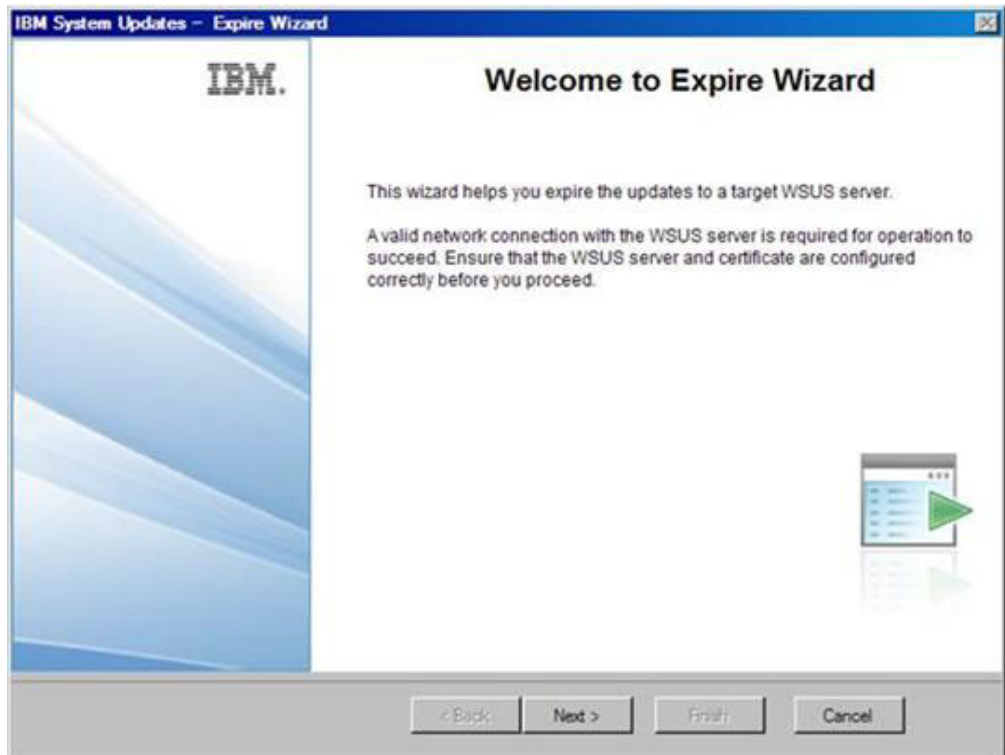 IBM System Updates – Expire Wizard
IBM.
Welcome to Expire Wizard
This wizard helps you expire the updates to a target WSUS server.
A valid network connection with the WSUS server is required for operation to
succeed. Ensure that the WSUS server and certificate are configured
correctly before you proceed.
< Back Next > Finish Cancel